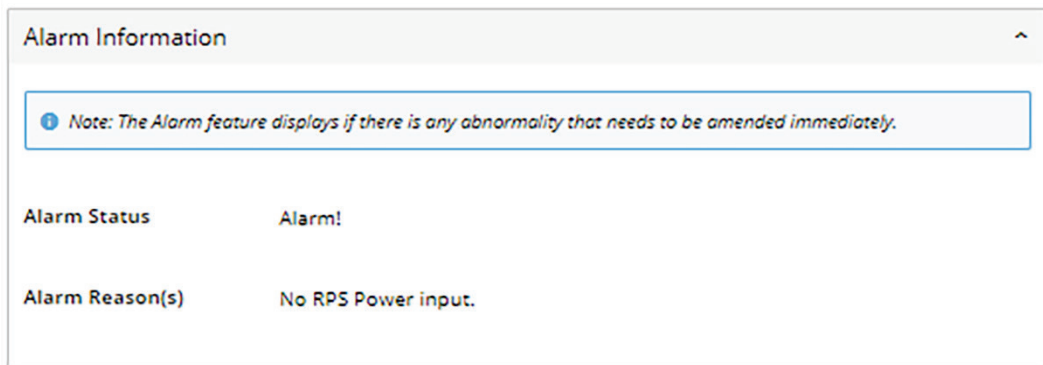 Alarm Information
Note: The Alarm feature displays if there is any abnormality that needs to be amended immediately.
Alarm Status Alarm!
Alarm Reason(s) No RPS Power input.